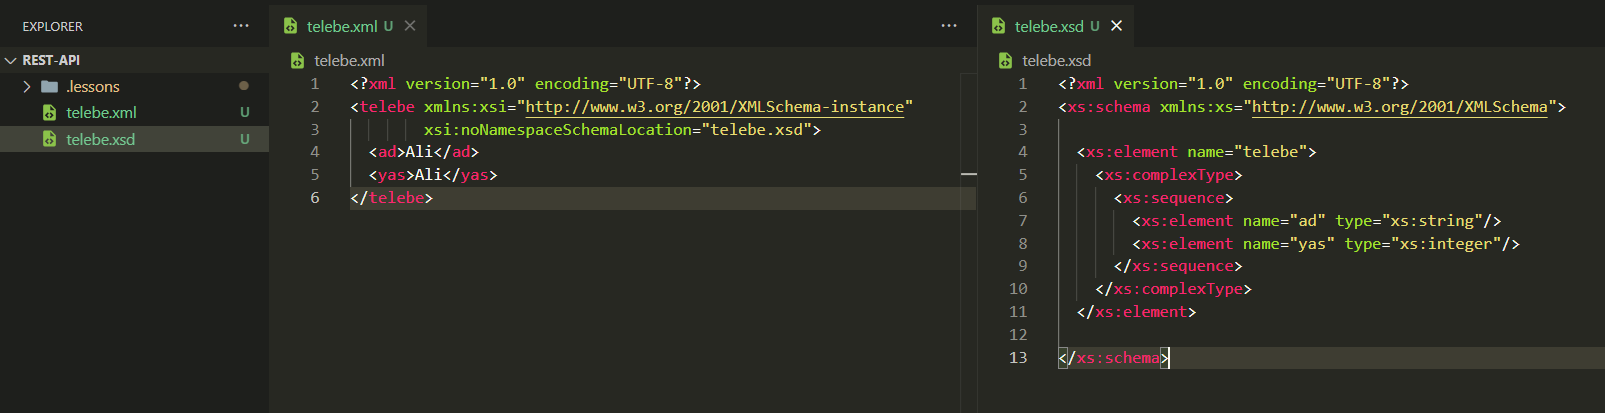 EXPLORER ...
REST-API
.lessons
telebe.xml U
telebe.xsd U
telebe.xml U
...
telebe.xml
1 <?xml version="1.0" encoding="UTF-8"?>
2 <telebe xmlns:xsi="http://www.w3.org/2001/XMLSchema-instance"
3         xsi:noNamespaceSchemaLocation="telebe.xsd">
4   <ad>Ali</ad>
5   <yas>Ali</yas>
6 </telebe>
telebe.xsd U
telebe.xsd
1 <?xml version="1.0" encoding="UTF-8"?>
2 <xs:schema xmlns:xs="http://www.w3.org/2001/XMLSchema">
3
4   <xs:element name="telebe">
5     <xs:complexType>
6       <xs:sequence>
7         <xs:element name="ad" type="xs:string"/>
8         <xs:element name="yas" type="xs:integer"/>
9       </xs:sequence>
10     </xs:complexType>
11   </xs:element>
12
13 </xs:schema>